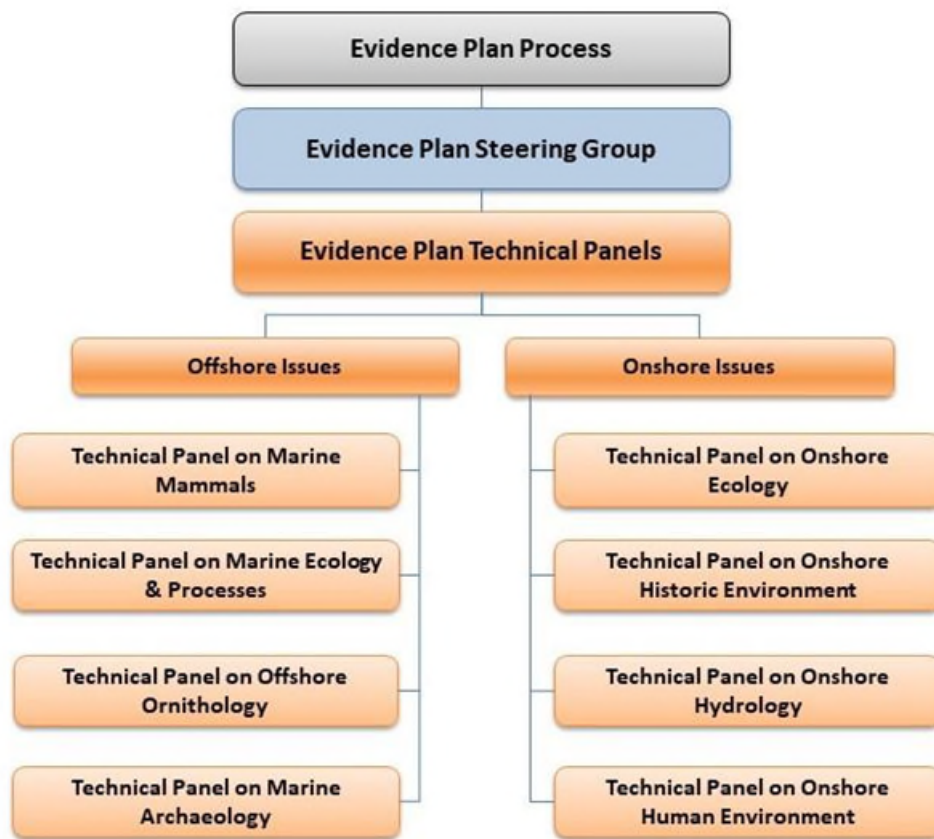 Evidence Plan Process
Evidence Plan Steering Group
Evidence Plan Technical Panels
Offshore Issues
Onshore Issues
Technical Panel on Marine
Mammals
Technical Panel on Marine Ecology
& Processes
Technical Panel on Offshore
Ornithology
Technical Panel on Marine
Archaeology
Technical Panel on Onshore
Ecology
Technical Panel on Onshore
Historic Environment
Technical Panel on Onshore
Hydrology
Technical Panel on Onshore
Human Environment